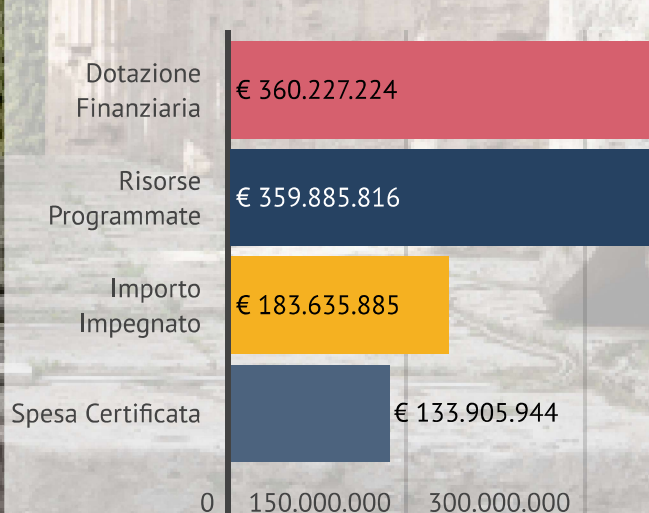 Dotazione
Finanziaria
€ 360.227.224
Risorse
Programmate
€ 359.885.816
Importo
Impegnato
€ 183.635.885
Spesa Certificata
€ 133.905.944
0 150.000.000 300.000.000